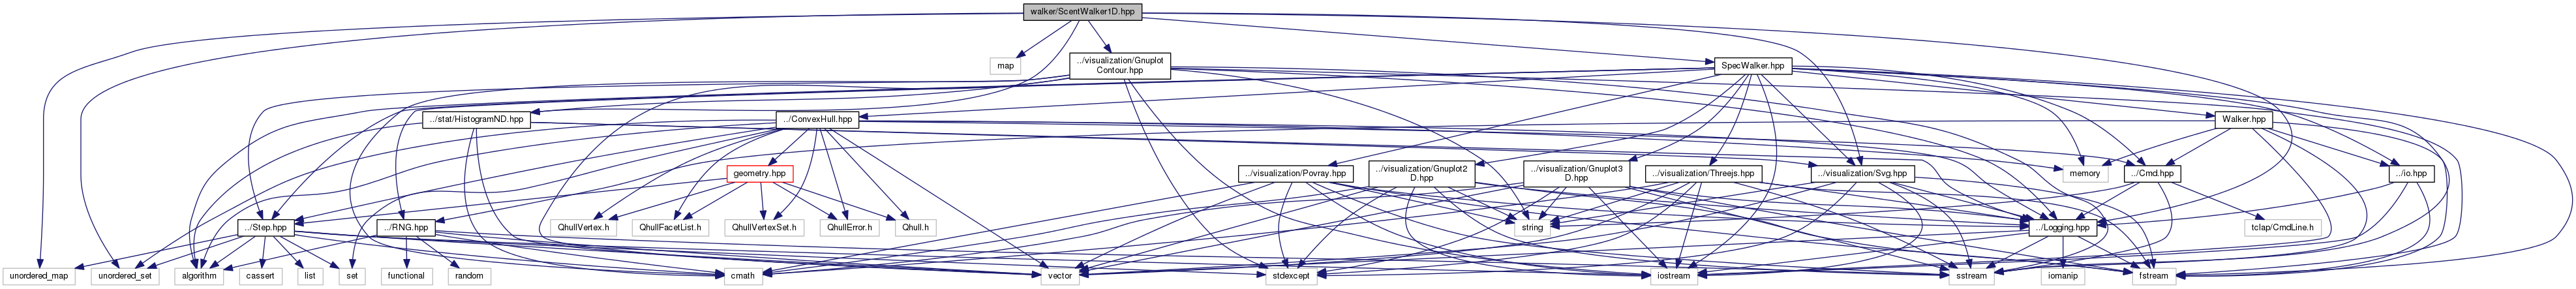 walker/ScentWalker1D.hpp
map
../visualization/Gnuplot
Contour.hpp
SpecWalker.hpp
../stat/HistogramND.hpp
../ConvexHull.hpp
Walker.hpp
geometry.hpp
../visualization/Povray.hpp
../visualization/Gnuplot2
D.hpp
../visualization/Gnuplot3
D.hpp
../visualization/Threejs.hpp
../visualization/Svg.hpp
memory
../Cmd.hpp
../io.hpp
../Step.hpp
../RNG.hpp
QhullVertex.h
QhullFacetList.h
QhullVertexSet.h
QhullError.h
Qhull.h
string
../Logging.hpp
tclap/CmdLine.h
unordered_map
unordered_set
algorithm
cassert
list
set
functional
random
cmath
vector
stdexcept
iostream
sstream
iomanip
fstream